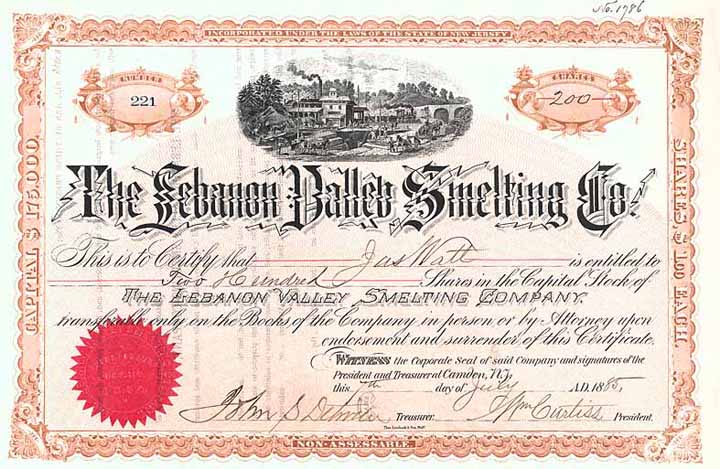 No. 1786
INCORPORATED UNDER THE LAWS OF THE STATE OF NEW JERSEY
NUMBER
221
SHARES
200
The Lebanon Valley Smelting Co.
This is to Certify that Jas Watt is entitled to
Two Hundred Shares in the Capital Stock of
THE LEBANON VALLEY SMELTING COMPANY.
transferable only on the Books of the Company in person or by Attorney upon
endorsement and surrender of this Certificate.
WITNESS the Corporate Seal of said Company and signatures of the
President and Treasurer at Camden, N.J.
this 7th day of July A.D. 1885.
John S Treasurer. Wm Curtiss President.
CAPITAL $175,000.
SHARES, $1.00 EACH
NON-ASSESSABLE.